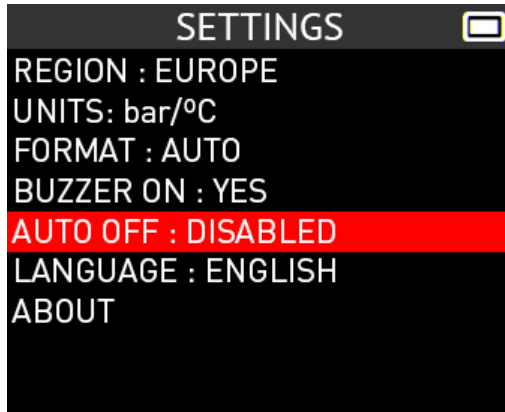 SETTINGS
REGION : EUROPE
UNITS: bar/ºC
FORMAT : AUTO
BUZZER ON : YES
AUTO OFF : DISABLED
LANGUAGE : ENGLISH
ABOUT